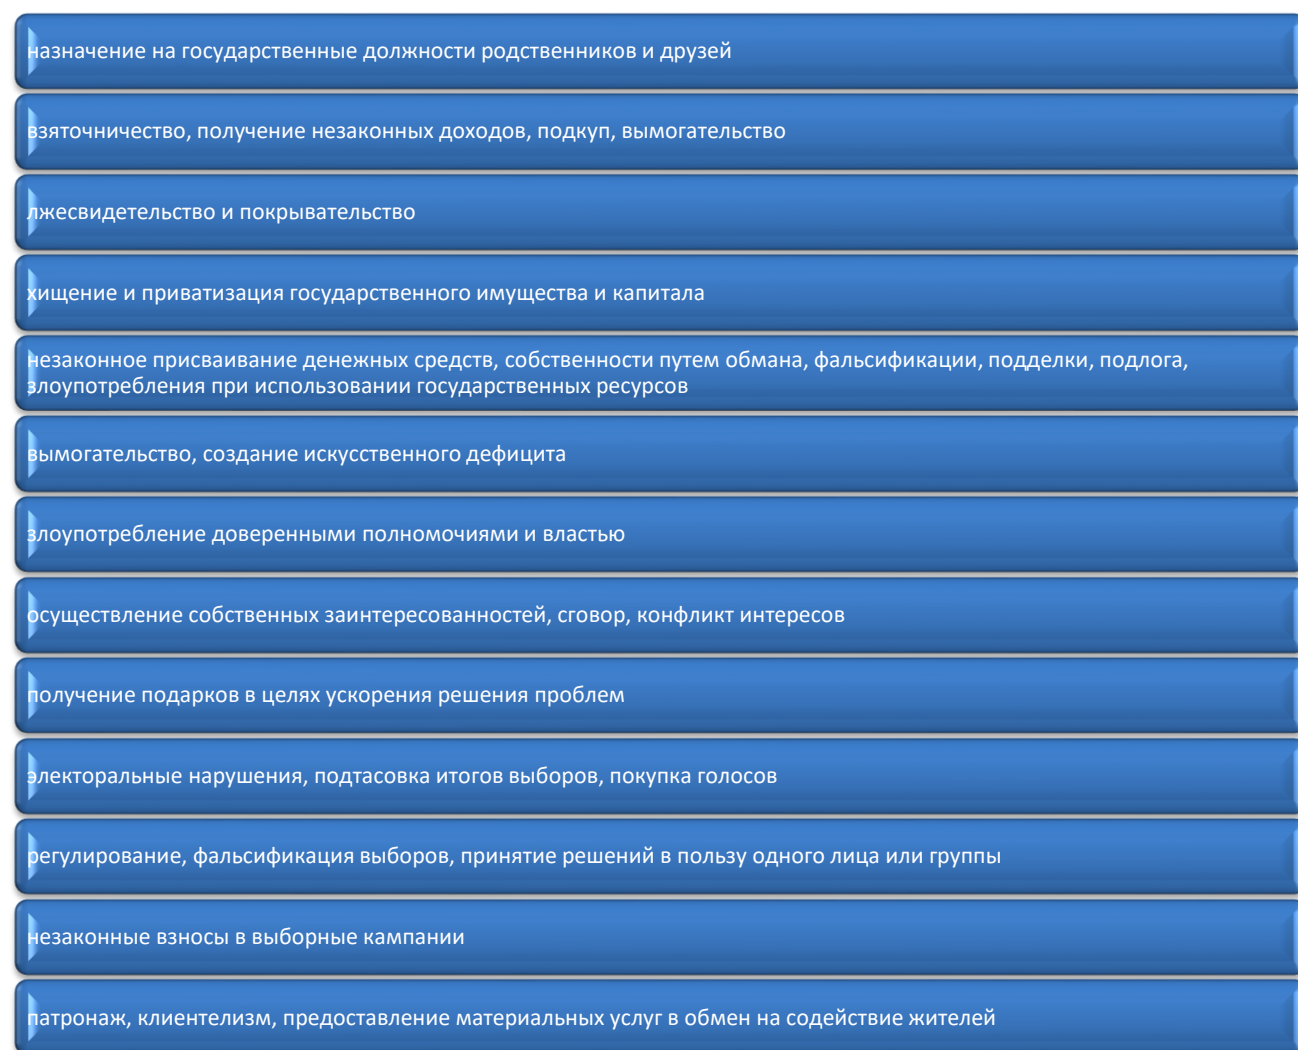 назначение на государственные должности родственников и друзей
взяточничество, получение незаконных доходов, подкуп, вымогательство
лжесвидетельство и покрывательство
хищение и приватизация государственного имущества и капитала
незаконное присваивание денежных средств, собственности путем обмана, фальсификации, подделки, подлога,
злоупотребления при использовании государственных ресурсов
вымогательство, создание искусственного дефицита
злоупотребление доверенными полномочиями и властью
осуществление собственных заинтересованностей, сговор, конфликт интересов
получение подарков в целях ускорения решения проблем
электоральные нарушения, подтасовка итогов выборов, покупка голосов
регулирование, фальсификация выборов, принятие решений в пользу одного лица или группы
незаконные взносы в выборные кампании
патронаж, клиентелизм, предоставление материальных услуг в обмен на содействие жителей